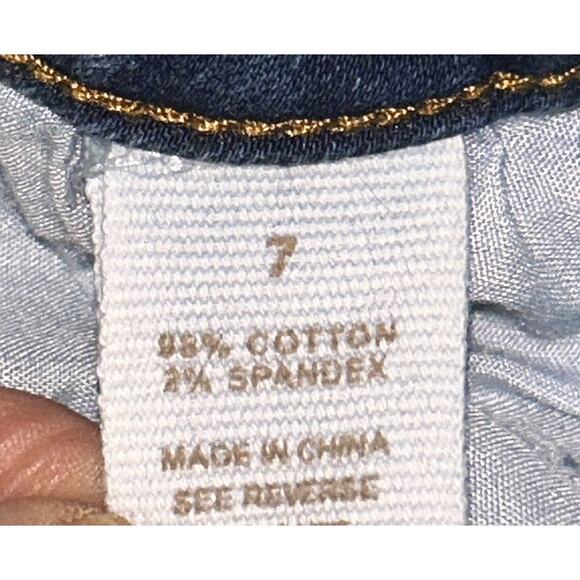 7
98% COTTON
2% SPANDEX
MADE IN CHINA
SEE REVERSE